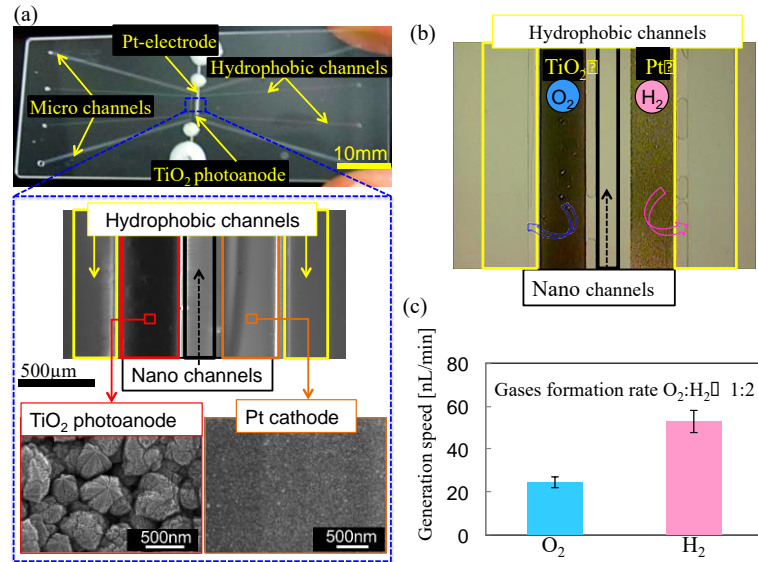 (a)
Pt-electrode
Hydrophobic channels
Micro channels
TiO₂ photoanode
10mm
Hydrophobic channels
500µm
Nano channels
TiO₂ photoanode
Pt cathode
500nm
500nm
(b)
Hydrophobic channels
TiO₂ Pt
O₂ H₂
Nano channels
(c)
Generation speed [nL/min]
80
60
40
20
0
Gases formation rate O₂:H₂ 1:2
O₂ H₂